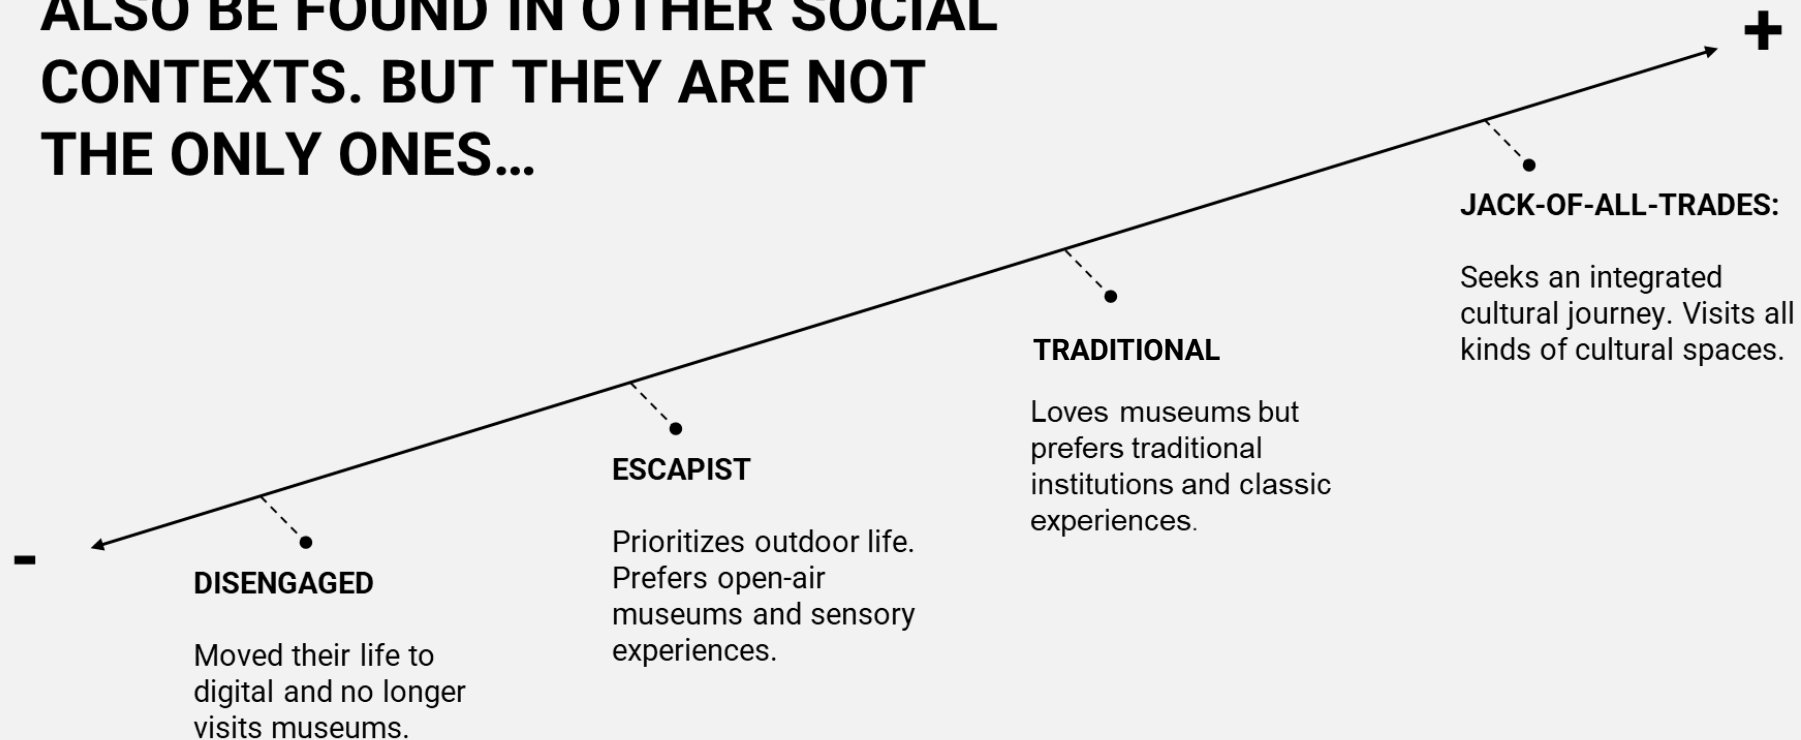 ALSO BE FOUND IN OTHER SOCIAL
CONTEXTS. BUT THEY ARE NOT
THE ONLY ONES...
+
JACK-OF-ALL-TRADES:
Seeks an integrated
cultural journey. Visits all
kinds of cultural spaces.
TRADITIONAL
Loves museums but
prefers traditional
institutions and classic
experiences.
ESCAPIST
Prioritizes outdoor life.
Prefers open-air
museums and sensory
experiences.
-
DISENGAGED
Moved their life to
digital and no longer
visits museums.